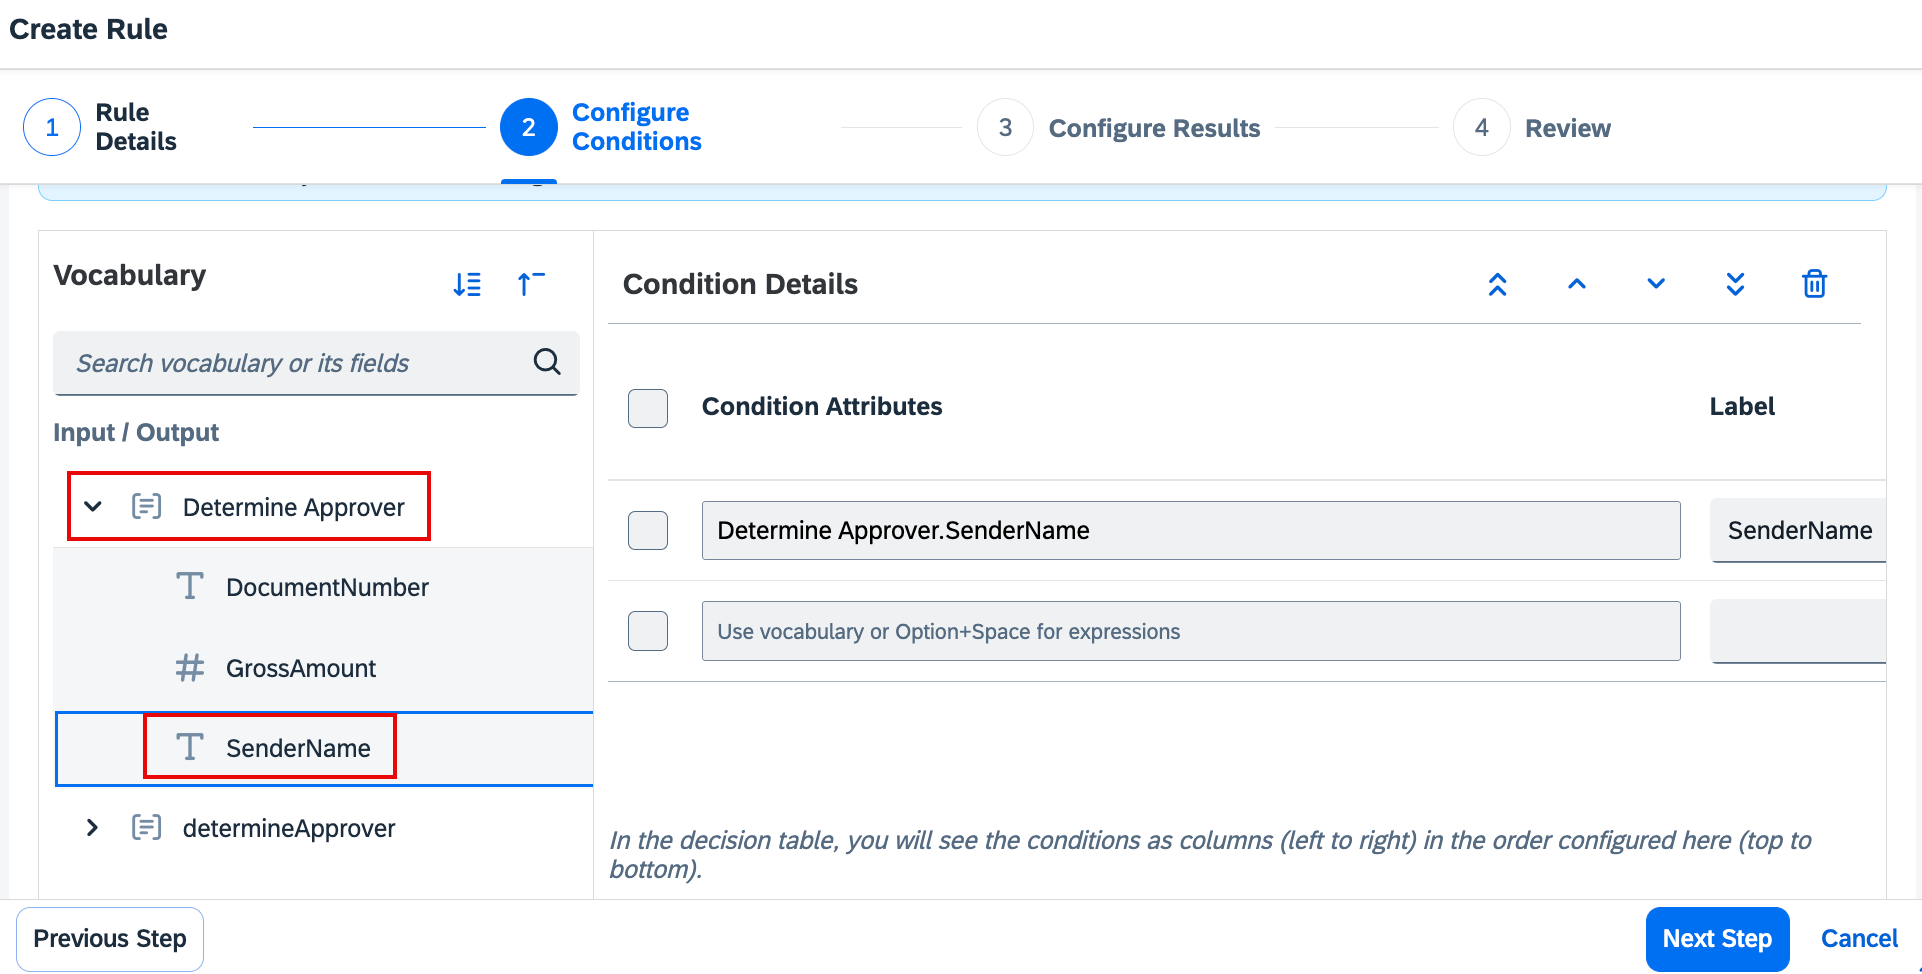 Create Rule
1
Rule
Details
2
Configure
Conditions
3
Configure Results
4
Review
Vocabulary
Search vocabulary or its fields
Input / Output
Determine Approver
DocumentNumber
GrossAmount
SenderName
determineApprover
Condition Details
Condition Attributes
Label
Determine Approver.SenderName
SenderName
Use vocabulary or Option+Space for expressions
In the decision table, you will see the conditions as columns (left to right) in the order configured here (top to
bottom).
Previous Step
Next Step
Cancel